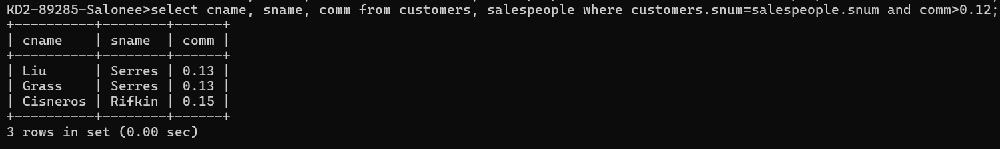 KD2-89285-Salonee>select cname, sname, comm from customers, salespeople where customers.snum=salespeople.snum and comm>0.12;
+----------+--------+------+
| cname    | sname  | comm |
+----------+--------+------+
| Liu      | Serres | 0.13 |
| Grass    | Serres | 0.13 |
| Cisneros | Rifkin | 0.15 |
+----------+--------+------+
3 rows in set (0.00 sec)